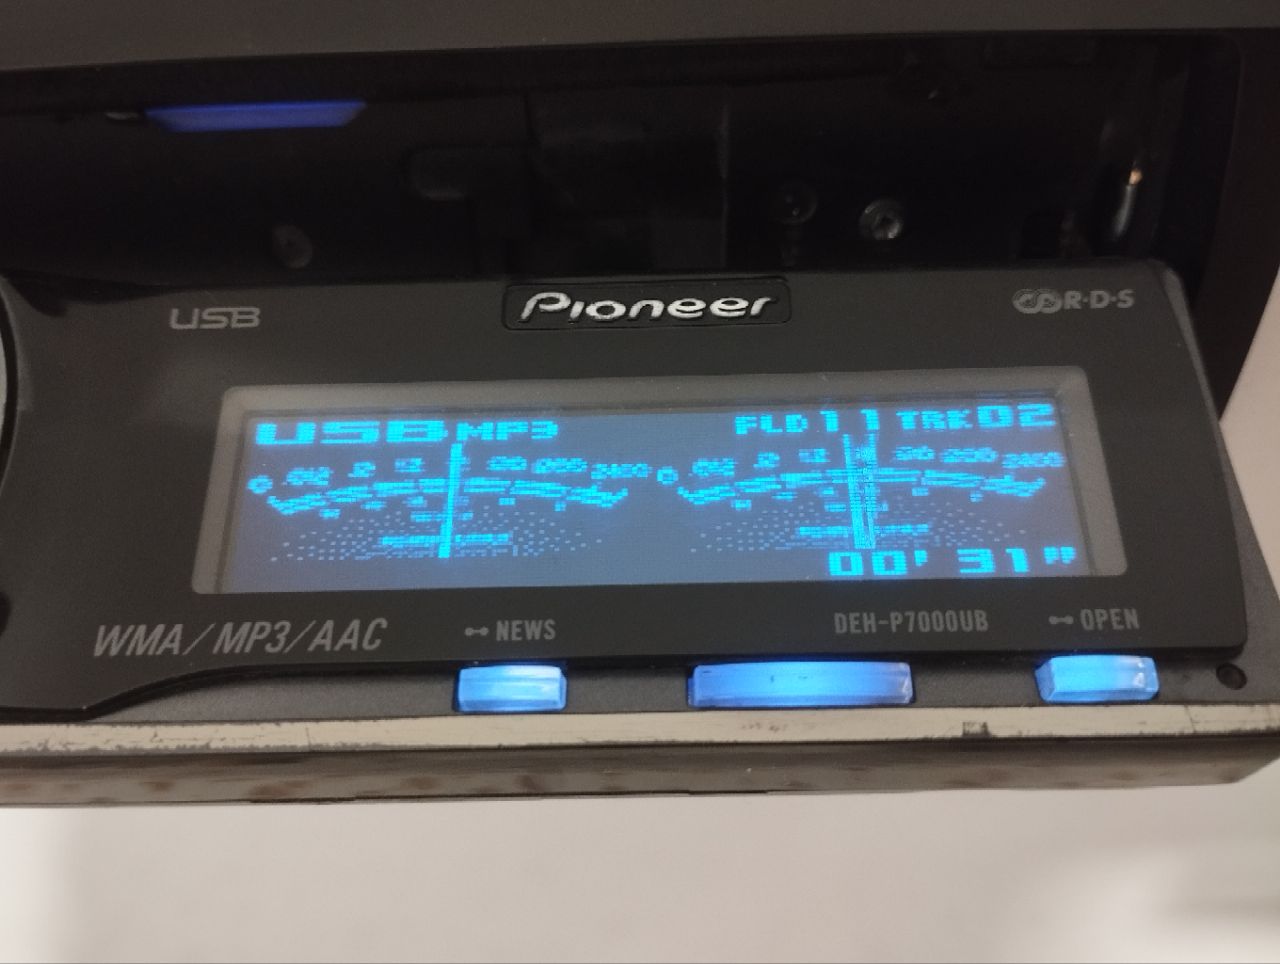 USB
Pioneer
R·D·S
USB MP3 FLD 11 TRK 02
00' 31"
WMA/MP3/AAC
NEWS
DEH-P7000UB
OPEN